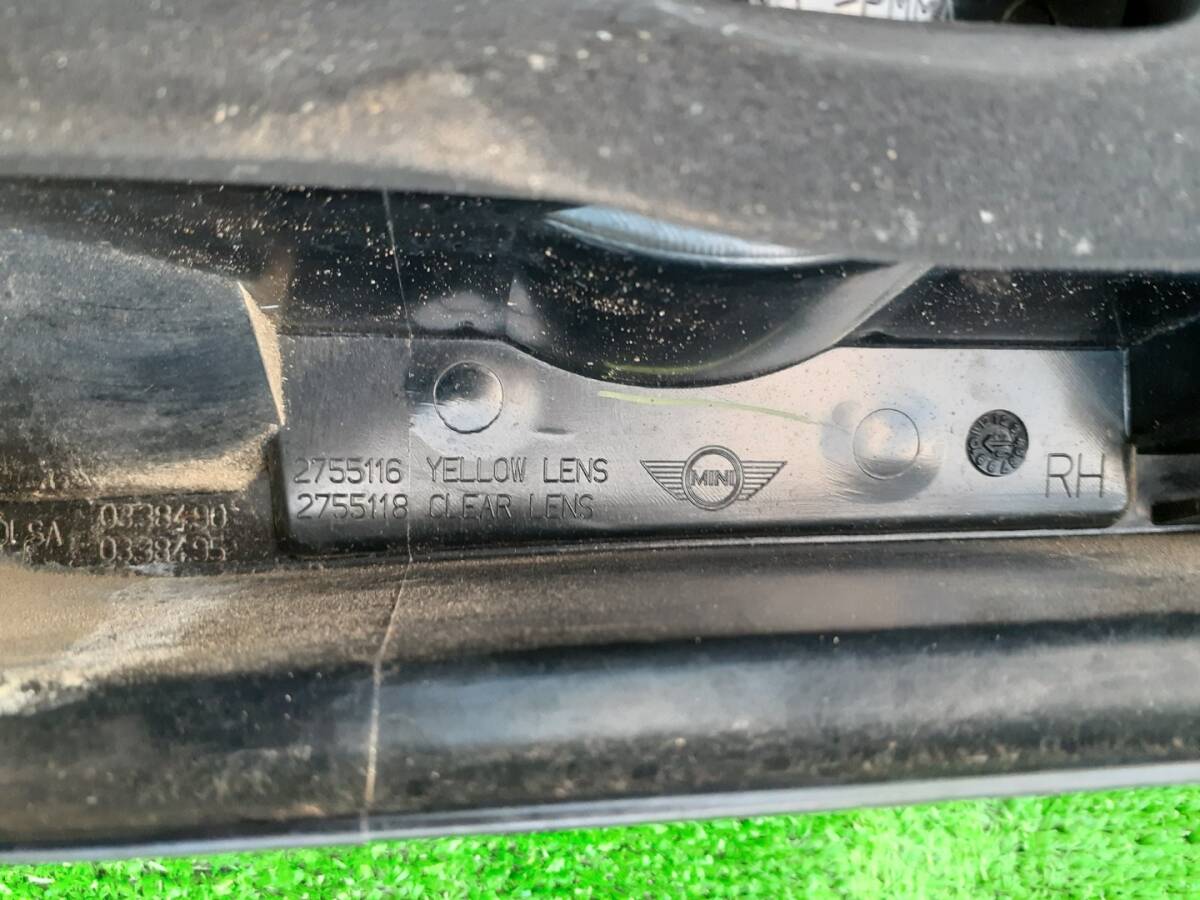 2755116 YELLOW LENS
2755118 CLEAR LENS
MINI
RH
0338490
0338495